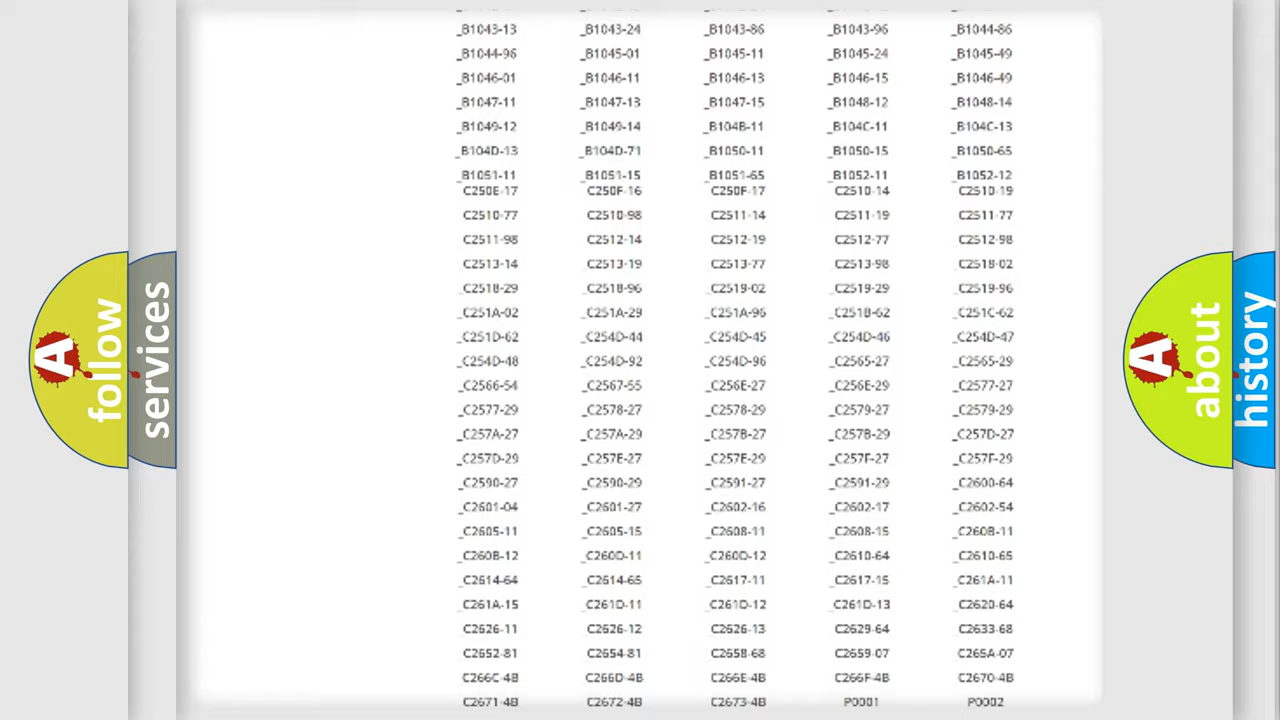 _B1043-13 _B1043-24 _B1043-86 _B1043-96 _B1044-86
_B1044-96 _B1045-01 _B1045-11 _B1045-24 _B1045-49
_B1046-01 _B1046-11 _B1046-13 _B1046-15 _B1046-49
_B1047-11 _B1047-13 _B1047-15 _B1048-12 _B1048-14
_B1049-12 _B1049-14 _B104B-11 _B104C-11 _B104C-13
_B104D-13 _B104D-71 _B1050-11 _B1050-15 _B1050-65
_B1051-11 _B1051-15 _B1051-65 _B1052-11 _B1052-12
C250E-17 C250F-16 C250F-17 C2510-14 C2510-19
C2510-77 C2510-98 C2511-14 C2511-19 C2511-77
C2511-98 C2512-14 C2512-19 C2512-77 C2512-98
C2513-14 C2513-19 C2513-77 C2513-98 C2518-02
_C2518-29 _C2518-96 _C2519-02 _C2519-29 _C2519-96
_C251A-02 _C251A-29 _C251A-96 _C251B-62 _C251C-62
_C251D-62 _C254D-44 _C254D-45 _C254D-46 _C254D-47
_C254D-48 _C254D-92 _C254D-96 _C2565-27 _C2565-29
_C2566-54 _C2567-55 _C256E-27 _C256E-29 _C2577-27
_C2577-29 _C2578-27 _C2578-29 _C2579-27 _C2579-29
_C257A-27 _C257A-29 _C257B-27 _C257B-29 _C257D-27
_C257D-29 _C257E-27 _C257E-29 _C257F-27 _C257F-29
_C2590-27 _C2590-29 _C2591-27 _C2591-29 _C2600-64
_C2601-04 _C2601-27 _C2602-16 _C2602-17 _C2602-54
_C2605-11 _C2605-15 _C2608-11 _C2608-15 _C260B-11
_C260B-12 _C260D-11 _C260D-12 _C2610-64 _C2610-65
_C2614-64 _C2614-65 _C2617-11 _C2617-15 _C261A-11
_C261A-15 _C261D-11 _C261D-12 _C261D-13 _C2620-64
C2626-11 C2626-12 C2626-13 C2629-64 C2633-68
C2652-81 C2654-81 C2658-68 C2659-07 C265A-07
C266C-4B C266D-4B C266E-4B C266F-4B C2670-4B
C2671-4B C2672-4B C2673-4B P0001 P0002
A follow
services
A about
history